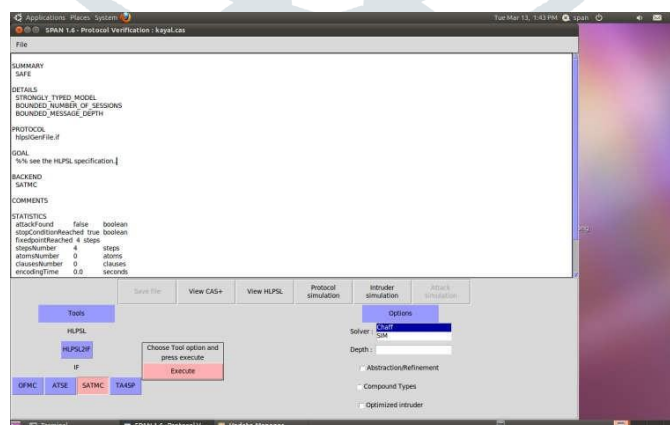 Applications Places System
Tue Mar 13, 1:43 PM span
SPAN 1.6 - Protocol Verification : kayal.cas
File
SUMMARY
SAFE
DETAILS
STRONGLY_TYPED_MODEL
BOUNDED_NUMBER_OF_SESSIONS
BOUNDED_MESSAGE_DEPTH
PROTOCOL
hlpslGenFile.if
GOAL
%% see the HLPSL specification.
BACKEND
SATMC
COMMENTS
STATISTICS
attackFound false boolean
stopConditionReached true boolean
fixedpointReached 4 steps
stepsNumber 4 steps
atomsNumber 0 atoms
clausesNumber 0 clauses
encodingTime 0.0 seconds
Save file View CAS+ View HLPSL Protocol simulation Intruder simulation Attack simulation
Tools
HLPSL
HLPSL2IF
IF
OFMC ATSE SATMC TA4SP
Choose Tool option and
press execute
Execute
Options
Solver : Chaff
SIM
Depth :
Abstraction/Refinement
Compound Types
Optimized intruder
Terminal SPAN 1.6 - Protocol V... Update Manager